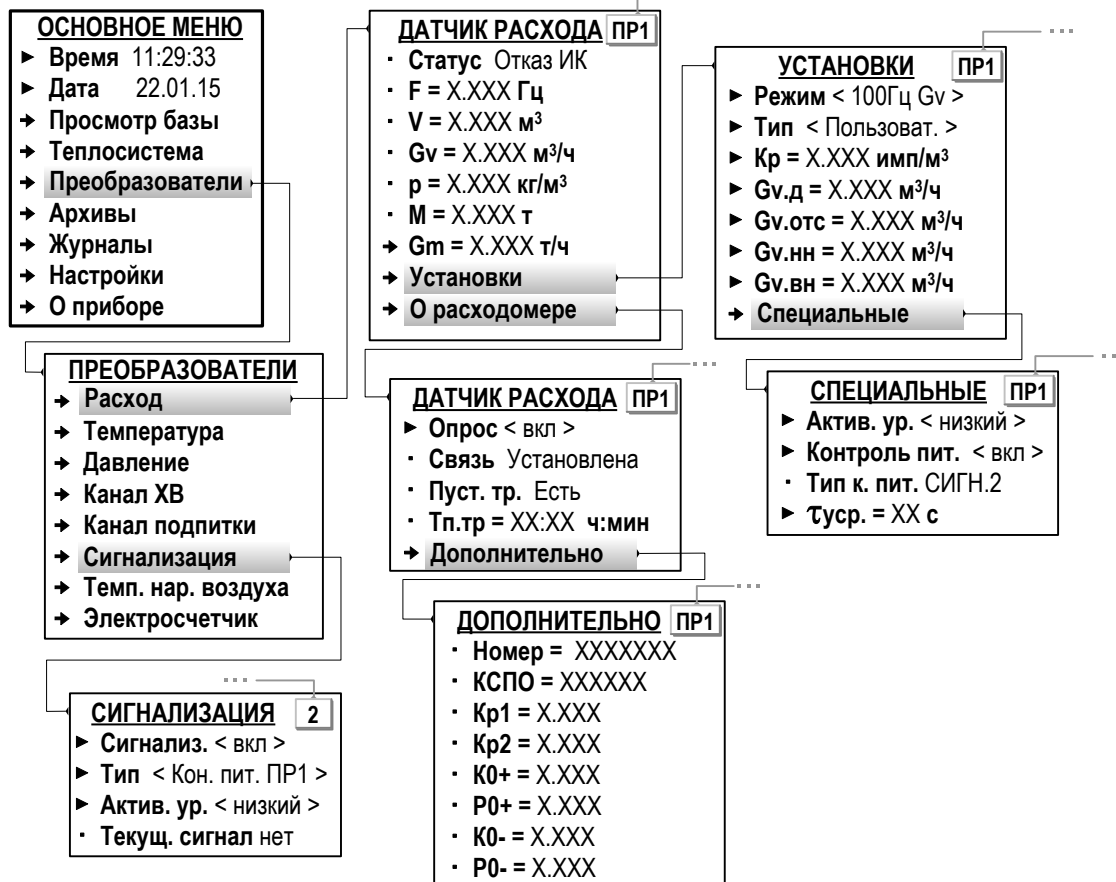 ОСНОВНОЕ МЕНЮ
Время 11:29:33
Дата 22.01.15
Просмотр базы
Теплосистема
Преобразователи
Архивы
Журналы
Настройки
О приборе
ПРЕОБРАЗОВАТЕЛИ
Расход
Температура
Давление
Канал ХВ
Канал подпитки
Сигнализация
Темп. нар. воздуха
Электросчетчик
СИГНАЛИЗАЦИЯ 2
Сигнализ. < вкл >
Тип < Кон. пит. ПР1 >
Актив. ур. < низкий >
Текущ. сигнал нет
ДАТЧИК РАСХОДА ПР1
Статус Отказ ИК
F = X.XXX Гц
V = X.XXX м³
Gv = X.XXX м³/ч
p = X.XXX кг/м³
M = X.XXX т
Gm = X.XXX т/ч
Установки
О расходомере
ДАТЧИК РАСХОДА ПР1
Опрос < вкл >
Связь Установлена
Пуст. тр. Есть
Тп.тр = XX:XX ч:мин
Дополнительно
ДОПОЛНИТЕЛЬНО ПР1
Номер = XXXXXXX
КСПО = XXXXXX
Кр1 = X.XXX
Кр2 = X.XXX
К0+ = X.XXX
Р0+ = X.XXX
К0- = X.XXX
Р0- = X.XXX
УСТАНОВКИ ПР1
Режим < 100Гц Gv >
Тип < Пользоват. >
Кр = X.XXX имп/м³
Gv.д = X.XXX м³/ч
Gv.отс = X.XXX м³/ч
Gv.нн = X.XXX м³/ч
Gv.вн = X.XXX м³/ч
Специальные
СПЕЦИАЛЬНЫЕ ПР1
Актив. ур. < низкий >
Контроль пит. < вкл >
Тип к. пит. СИГН.2
τуср. = XX с